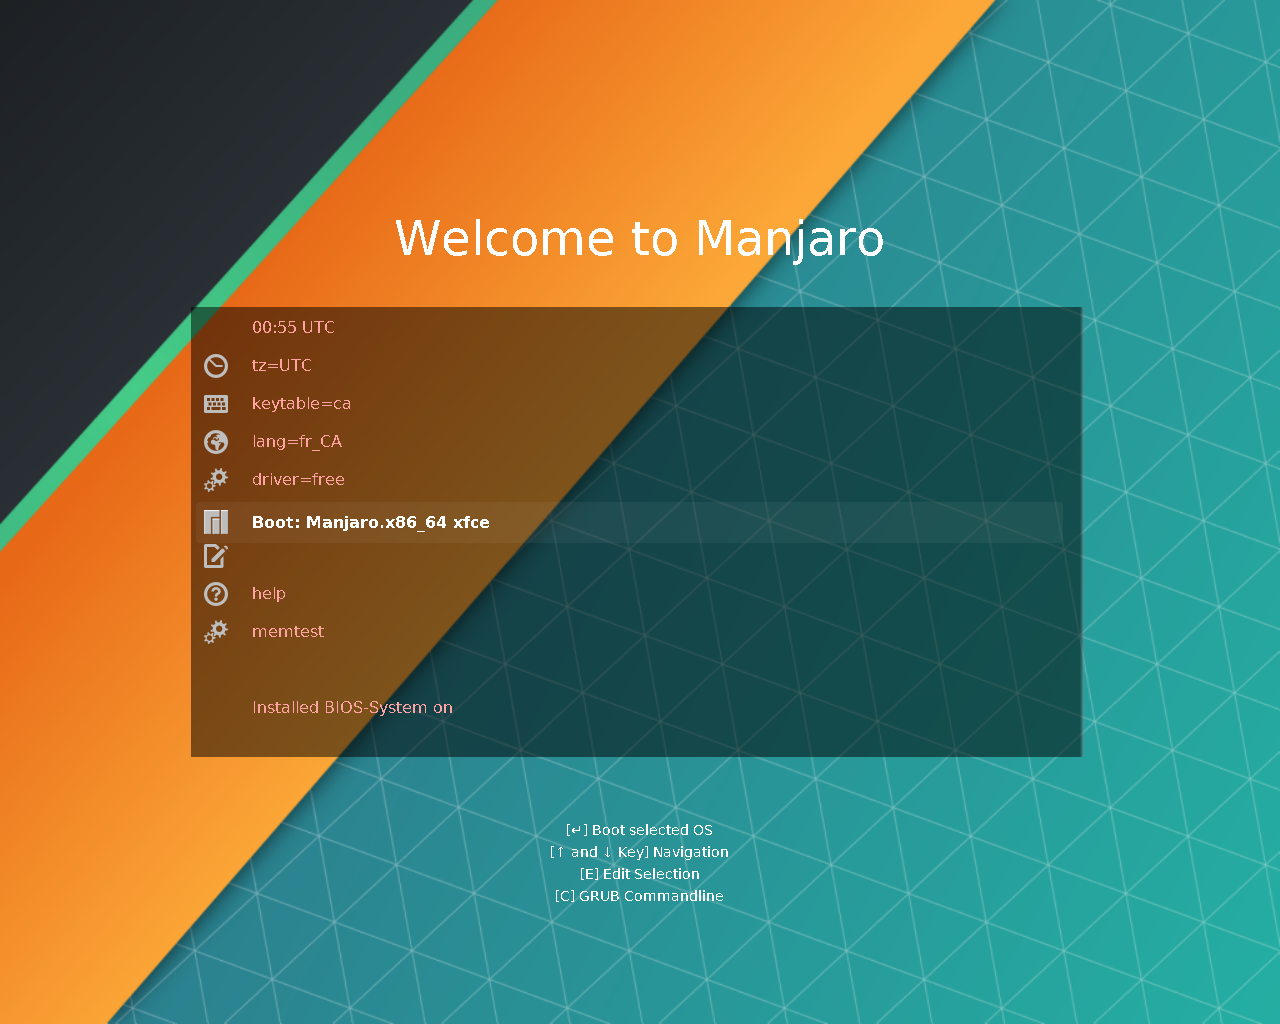 Welcome to Manjaro
00:55 UTC
tz=UTC
keytable=ca
lang=fr_CA
driver=free
Boot: Manjaro.x86_64 xfce
help
memtest
Installed BIOS-System on
[↵] Boot selected OS
[↑ and ↓ Key] Navigation
[E] Edit Selection
[C] GRUB Commandline